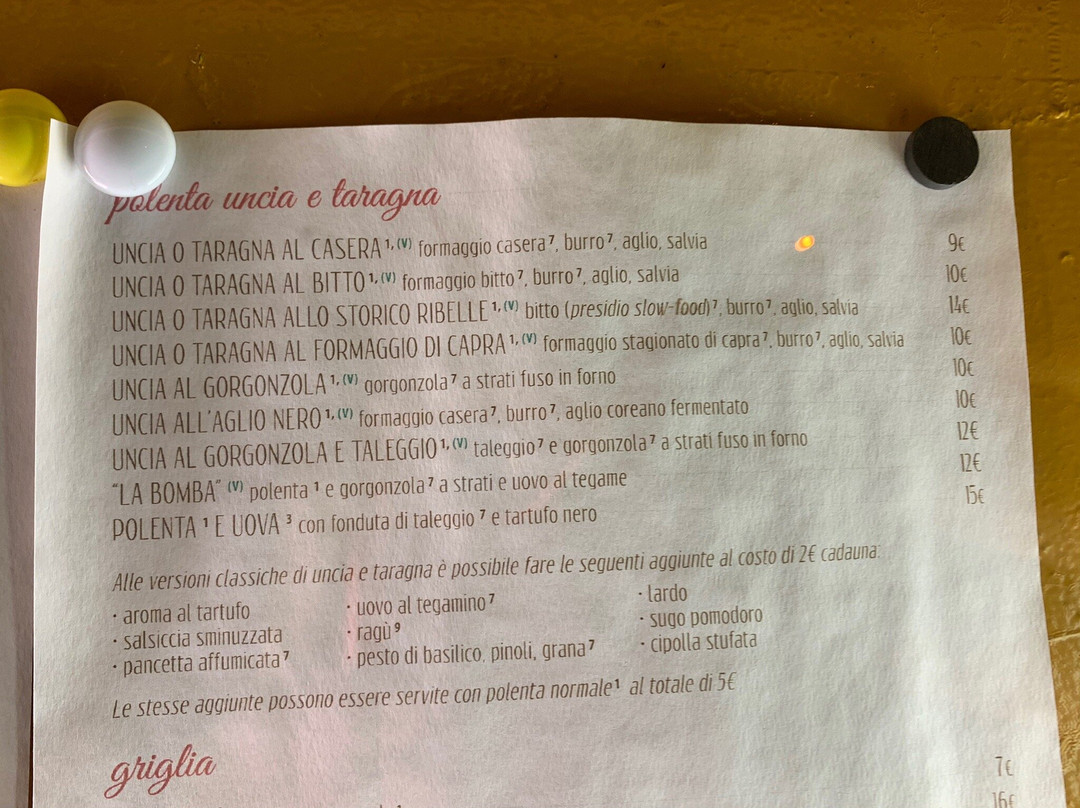 polenta uncia e taragna
UNCIA O TARAGNA AL CASERA ¹, (V) formaggio casera ⁷, burro ⁷, aglio, salvia 9€
UNCIA O TARAGNA AL BITTO ¹, (V) formaggio bitto ⁷, burro ⁷, aglio, salvia 10€
UNCIA O TARAGNA ALLO STORICO RIBELLE ¹, (V) bitto (presidio slow-food) ⁷, burro ⁷, aglio, salvia 14€
UNCIA O TARAGNA AL FORMAGGIO DI CAPRA ¹, (V) formaggio stagionato di capra ⁷, burro ⁷, aglio, salvia 10€
UNCIA AL GORGONZOLA ¹, (V) gorgonzola ⁷ a strati fuso in forno 10€
UNCIA ALL'AGLIO NERO ¹, (V) formaggio casera ⁷, burro ⁷, aglio coreano fermentato 10€
UNCIA AL GORGONZOLA E TALEGGIO ¹, (V) taleggio ⁷ e gorgonzola ⁷ a strati fuso in forno 12€
"LA BOMBA" (V) polenta ¹ e gorgonzola ⁷ a strati e uovo al tegame 12€
POLENTA ¹ E UOVA ³ con fonduta di taleggio ⁷ e tartufo nero 15€
Alle versioni classiche di uncia e taragna è possibile fare le seguenti aggiunte al costo di 2€ cadauna:
· aroma al tartufo
· salsiccia sminuzzata
· pancetta affumicata ⁷
· uovo al tegamino ⁷
· ragù ⁹
· pesto di basilico, pinoli, grana ⁷
· lardo
· sugo pomodoro
· cipolla stufata
Le stesse aggiunte possono essere servite con polenta normale ¹ al totale di 5€
griglia
7€
16€